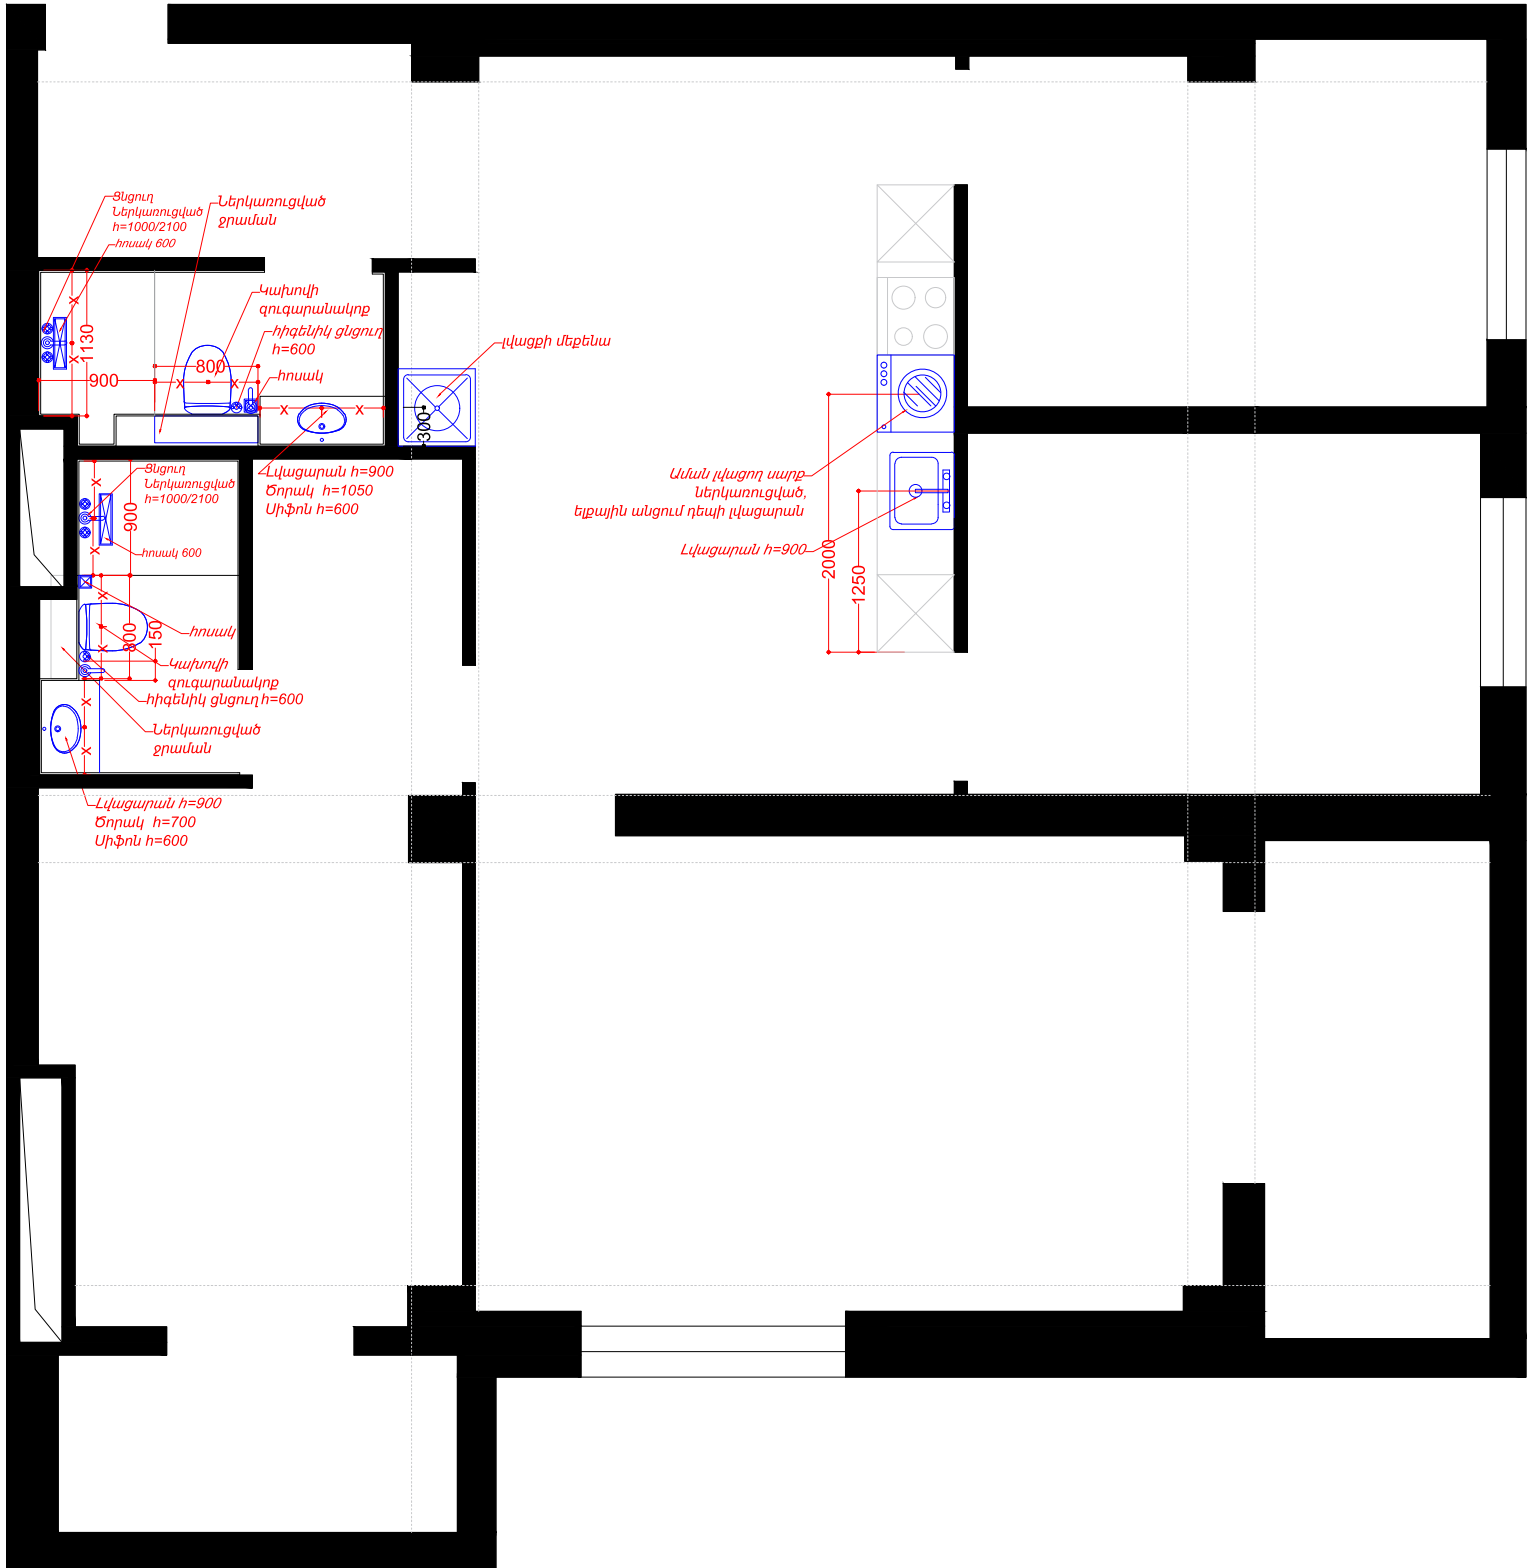 Ցնցուղ
Ներկառուցված
h=1000/2100
հոսակ 600
Ներկառուցված
ջրաման
Կախովի
զուգարանակոք
հիգենիկ ցնցուղ
h=600
հոսակ
լվացքի մեքենա
X
1130
X
900
800
X
X
X
X
300
Լվացարան h=900
Ծորակ h=1050
Սիֆոն h=600
Ցնցուղ
Ներկառուցված
h=1000/2100
հոսակ 600
X
900
X
Աման լվացող սարք
ներկառուցված,
ելքային անցում դեպի լվացարան
Լվացարան h=900
2000
1250
X
800
150
X
հոսակ
Կախովի
զուգարանակոք
հիգենիկ ցնցուղ h=600
Ներկառուցված
ջրաման
X
X
Լվացարան h=900
Ծորակ h=700
Սիֆոն h=600